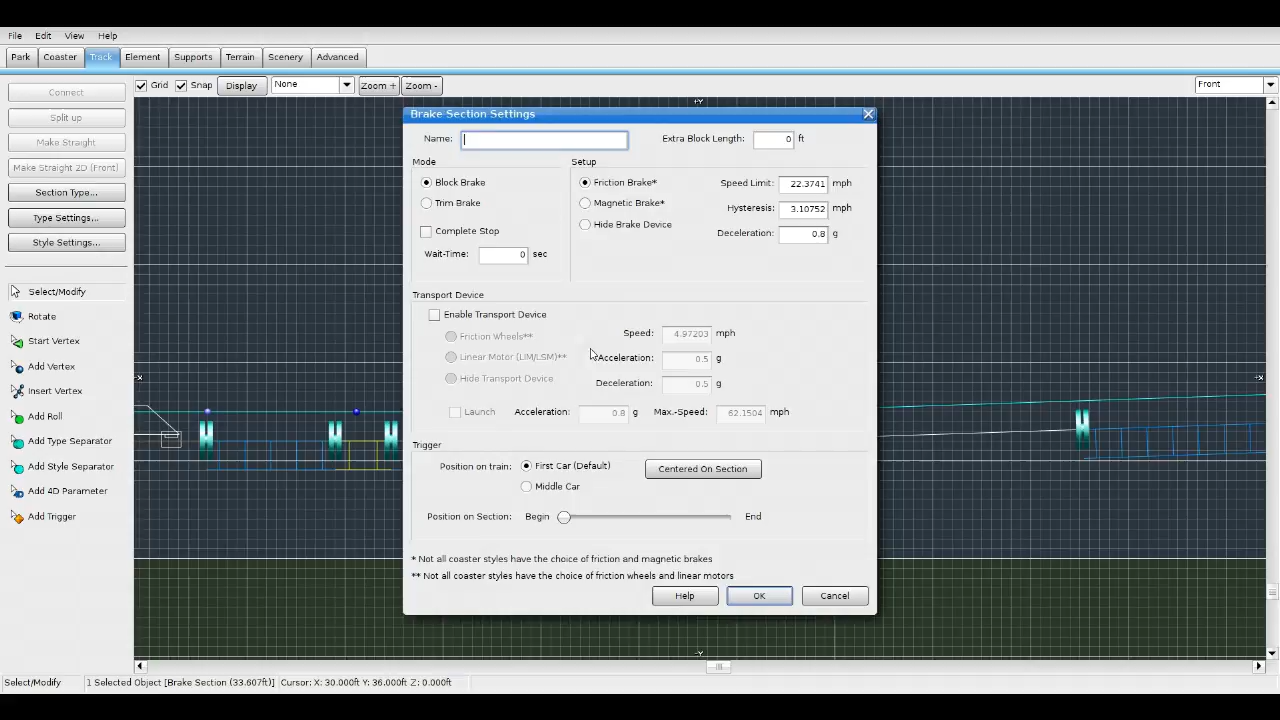 File Edit View Help
Park Coaster Track Element Supports Terrain Scenery Advanced
Connect
Split up
Make Straight
Make Straight 2D (Front)
Section Type...
Type Settings...
Style Settings...
Select/Modify
Rotate
Start Vertex
Add Vertex
Insert Vertex
Add Roll
Add Type Separator
Add Style Separator
Add 4D Parameter
Add Trigger
Grid Snap Display None Zoom + Zoom - Front
+Y
-X
+X
-Y
Brake Section Settings
Name: Extra Block Length: 0 ft
Mode
Block Brake
Trim Brake
Complete Stop
Wait-Time: 0 sec
Setup
Friction Brake*
Magnetic Brake*
Hide Brake Device
Speed Limit: 22.3741 mph
Hysteresis: 3.10752 mph
Deceleration: 0.8 g
Transport Device
Enable Transport Device
Friction Wheels**
Linear Motor (LIM/LSM)**
Hide Transport Device
Speed: 4.97203 mph
Acceleration: 0.5 g
Deceleration: 0.5 g
Launch Acceleration: 0.8 g Max.-Speed: 62.1504 mph
Trigger
Position on train: First Car (Default)
Middle Car
Centered On Section
Position on Section: Begin End
* Not all coaster styles have the choice of friction and magnetic brakes
** Not all coaster styles have the choice of friction wheels and linear motors
Help OK Cancel
Select/Modify 1 Selected Object [Brake Section (33.607ft)] Cursor: X: 30.000ft Y: 36.000ft Z: 0.000ft